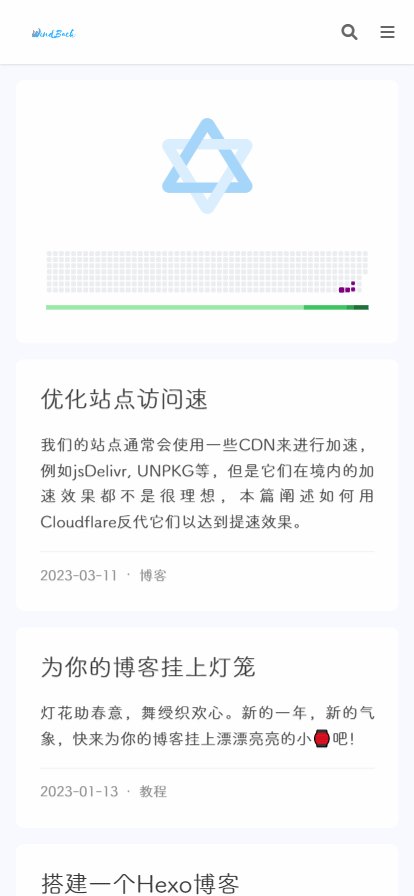 WindBack
优化站点访问速
我们的站点通常会使用一些CDN来进行加速，
例如jsDelivr, UNPKG等，但是它们在境内的加
速效果都不是很理想，本篇阐述如何用
Cloudflare反代它们以达到提速效果。
2023-03-11 · 博客
为你的博客挂上灯笼
灯花助春意，舞绶织欢心。新的一年，新的气
象，快来为你的博客挂上漂漂亮亮的小🏮吧！
2023-01-13 · 教程
搭建一个Hexo博客